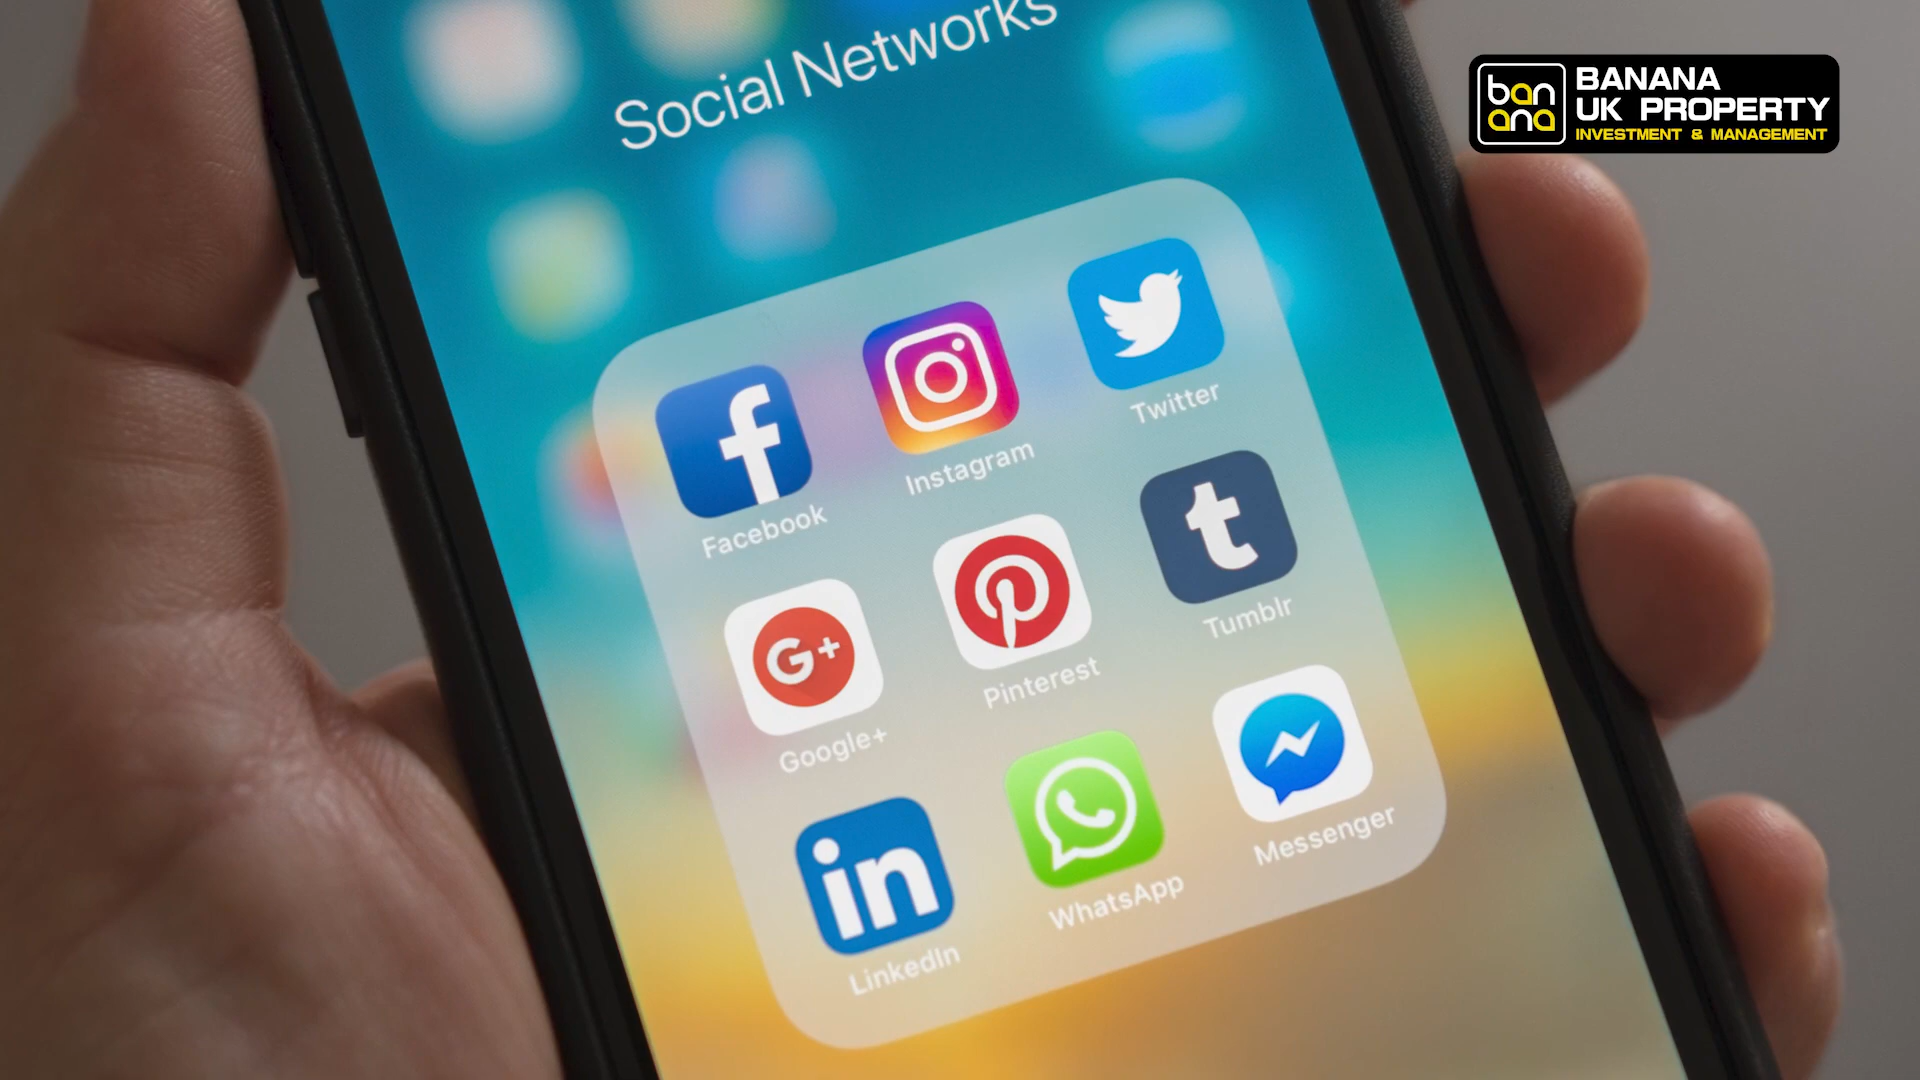 Social Networks
ban
ana
BANANA
UK PROPERTY
INVESTMENT & MANAGEMENT
Facebook
Instagram
Twitter
Google+
Pinterest
Tumblr
LinkedIn
WhatsApp
Messenger